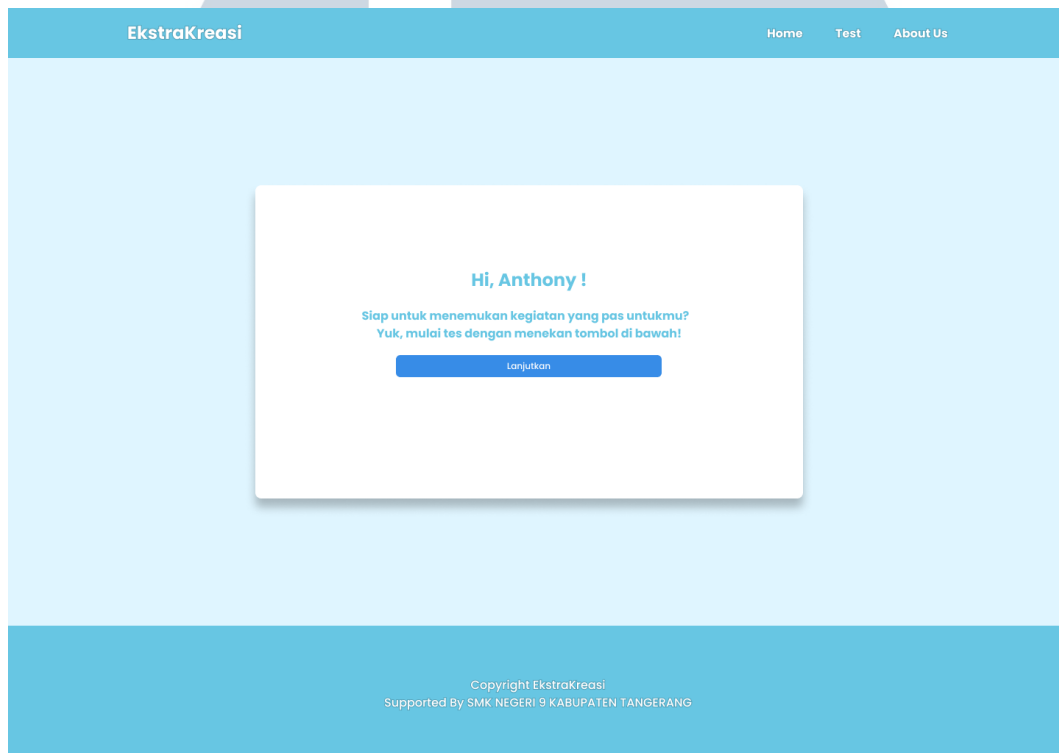 EkstraKreasi
Home Test About Us
Hi, Anthony !
Siap untuk menemukan kegiatan yang pas untukmu?
Yuk, mulai tes dengan menekan tombol di bawah!
Lanjutkan
Copyright EkstraKreasi
Supported By SMK NEGERI 9 KABUPATEN TANGERANG